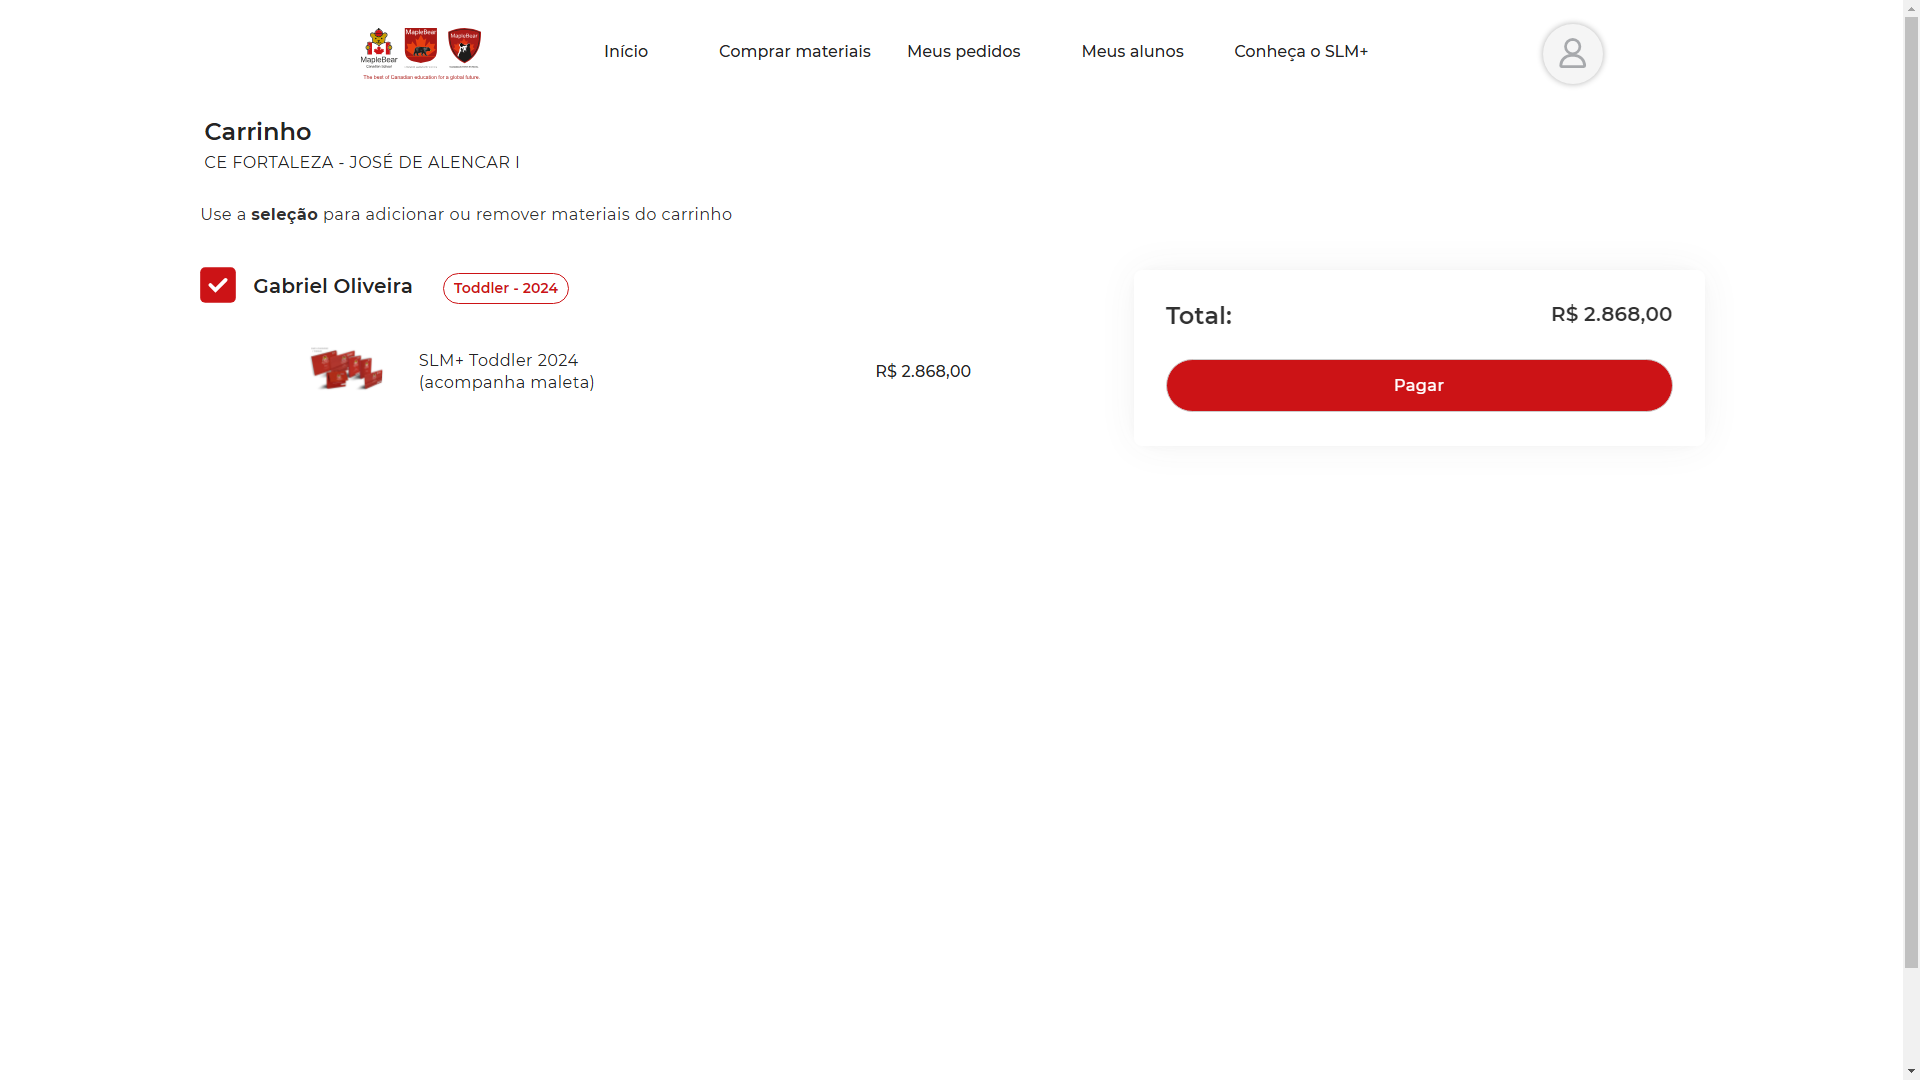 MapleBear
MapleBear
MapleBear
The best of Canadian education for a global future.
Início
Comprar materiais
Meus pedidos
Meus alunos
Conheça o SLM+
Carrinho
CE FORTALEZA - JOSÉ DE ALENCAR I
Use a seleção para adicionar ou remover materiais do carrinho
Gabriel Oliveira
Toddler - 2024
SLM+ Toddler 2024
(acompanha maleta)
R$ 2.868,00
Total:
R$ 2.868,00
Pagar